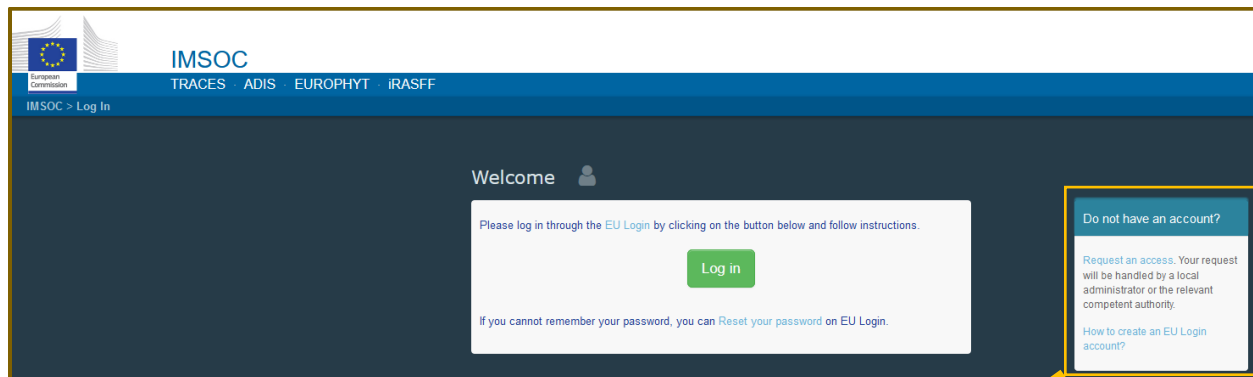 European
Commission
IMSOC
TRACES · ADIS · EUROPHYT · iRASFF
IMSOC > Log In
Welcome
Please log in through the EU Login by clicking on the button below and follow instructions.
Log in
If you cannot remember your password, you can Reset your password on EU Login.
Do not have an account?
Request an access. Your request
will be handled by a local
administrator or the relevant
competent authority.
How to create an EU Login
account?